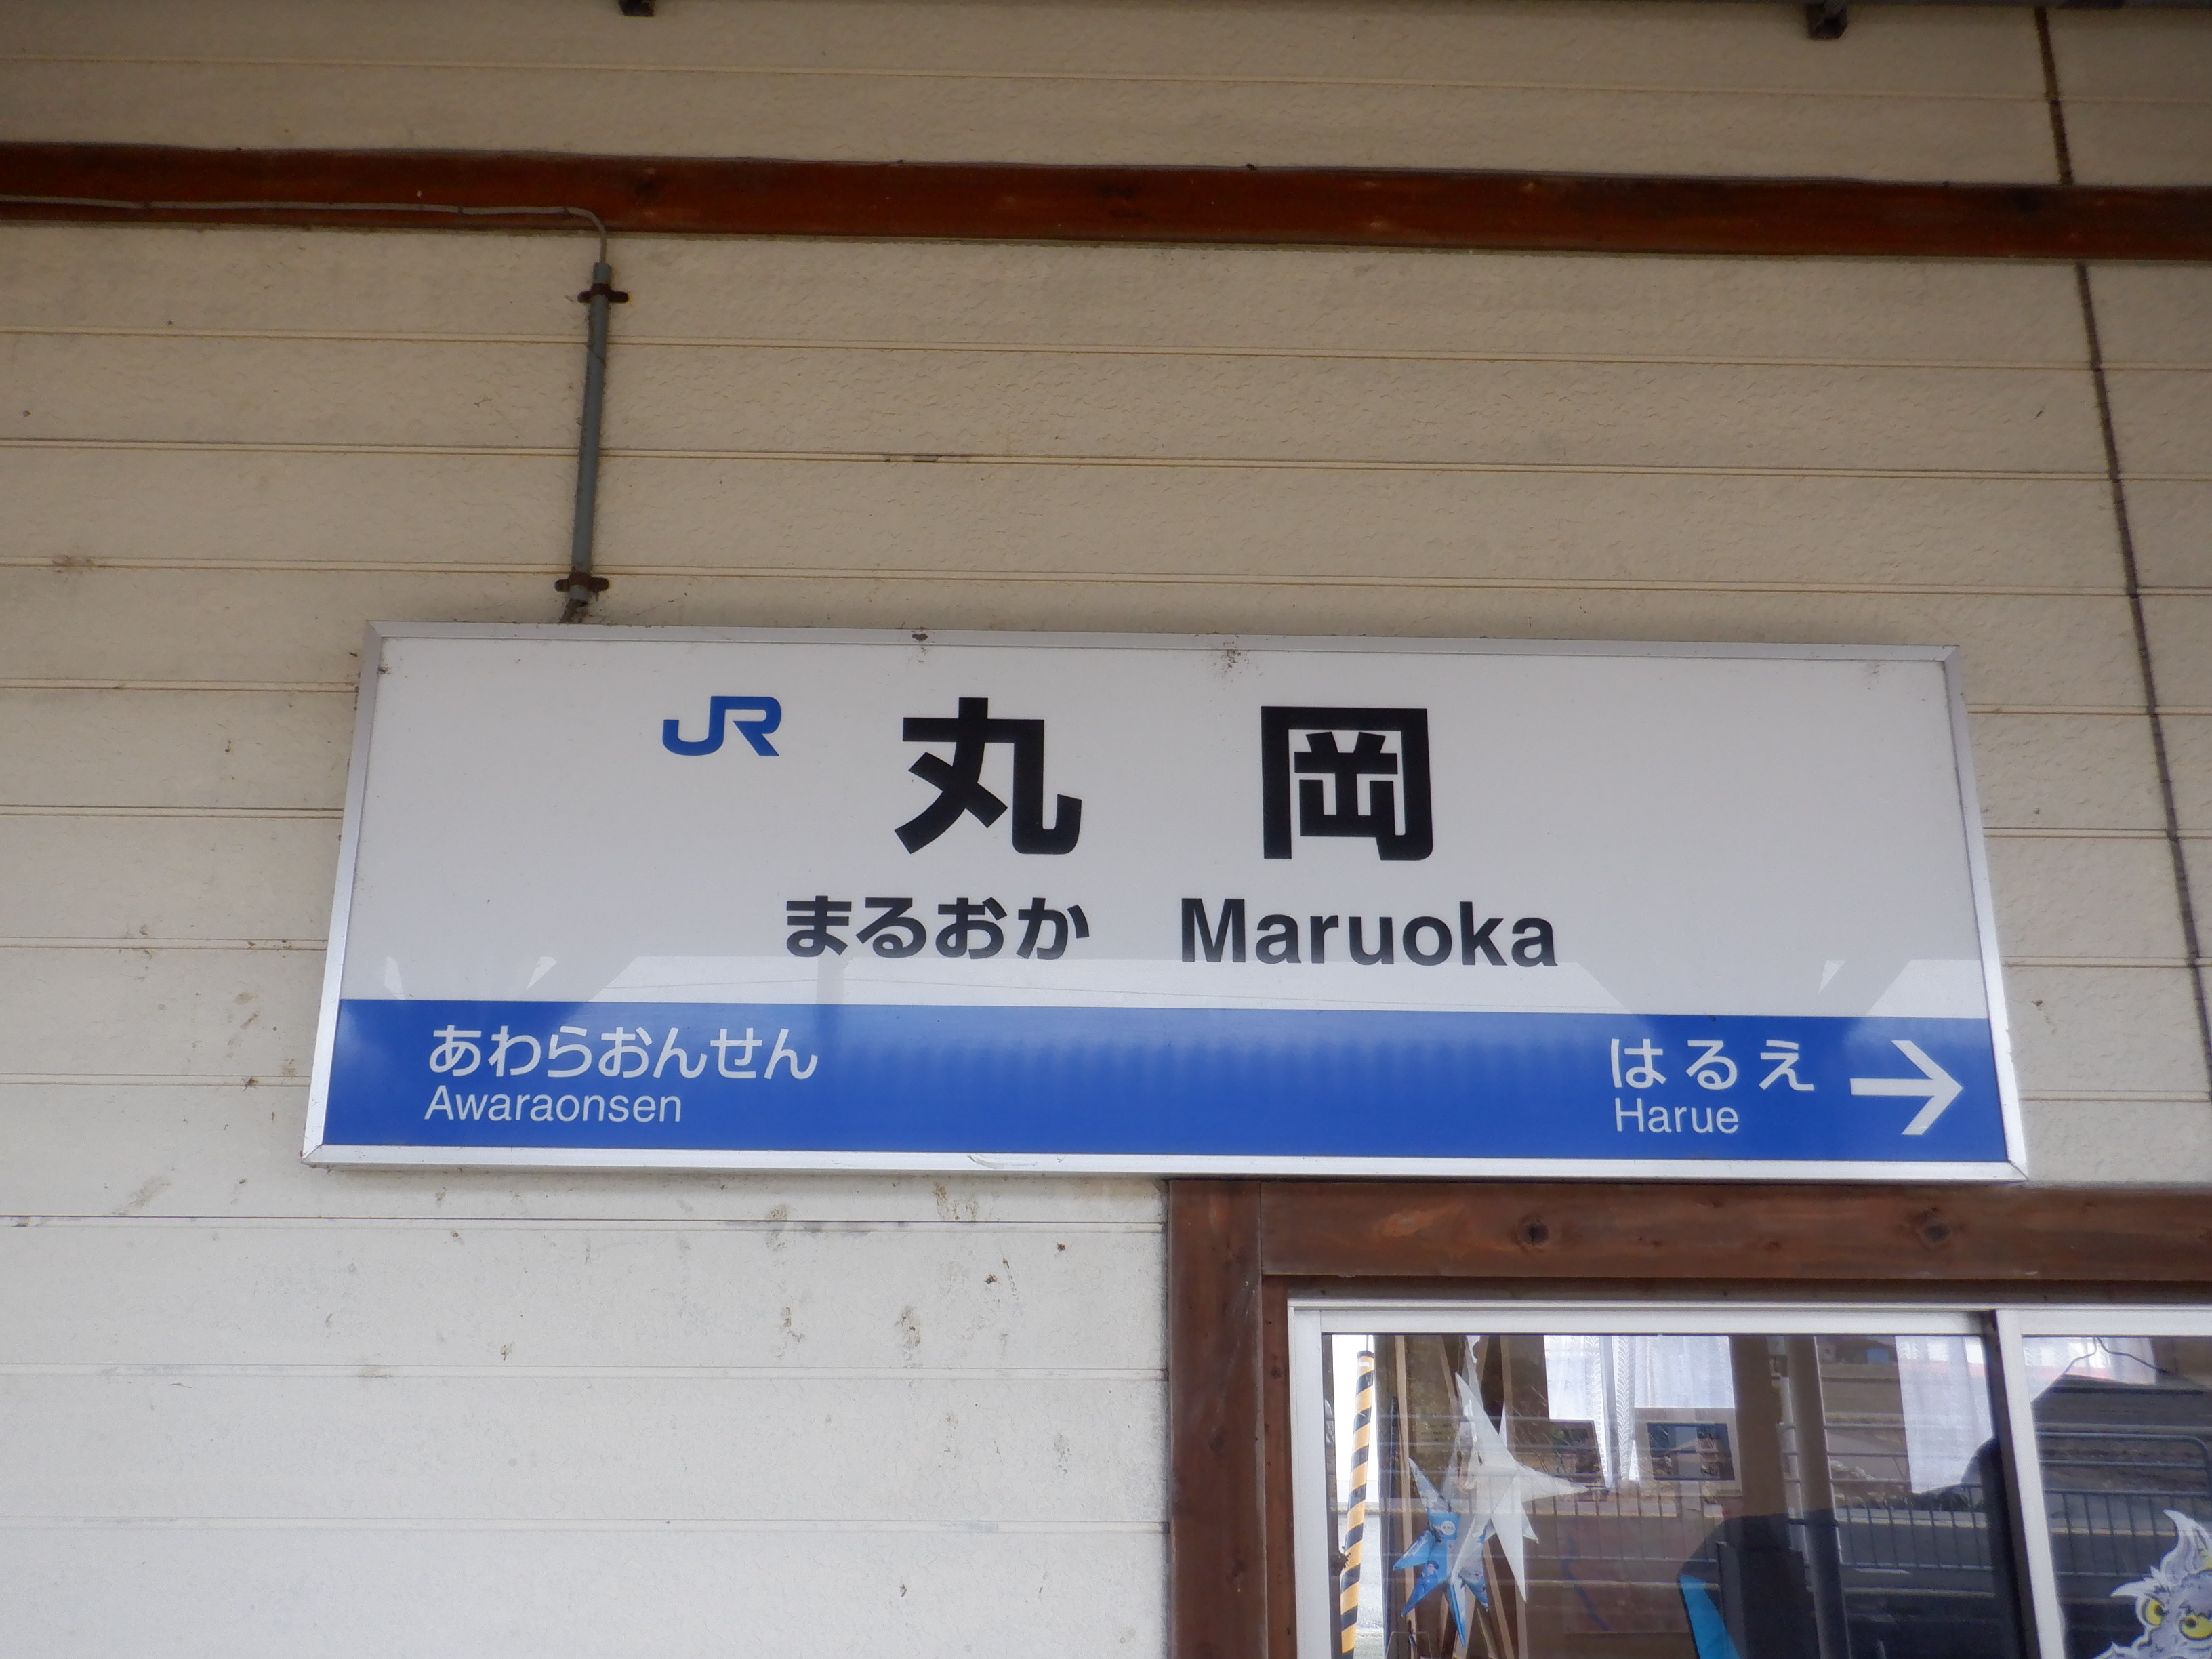 JR 丸岡
まるおか Maruoka
あわらおんせん
Awaraonsen
はるえ →
Harue